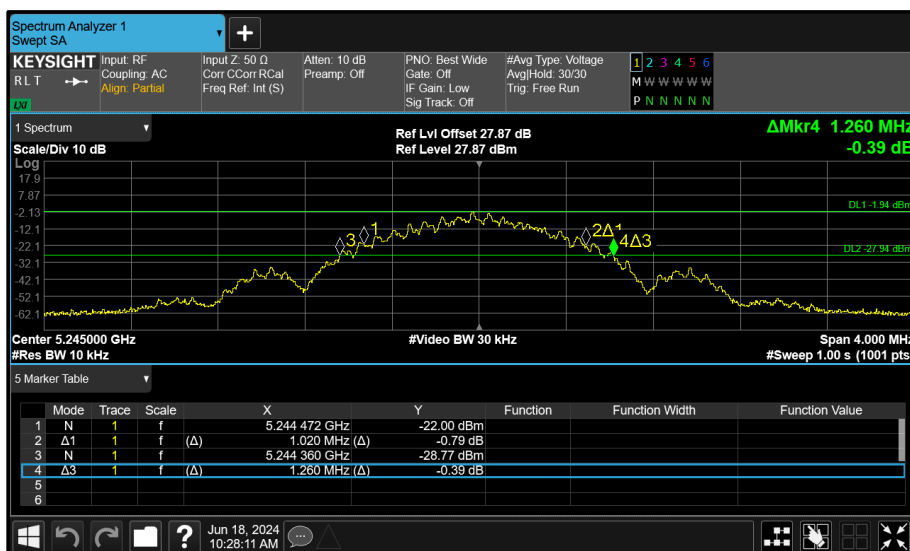 Spectrum Analyzer 1
Swept SA
+
KEYSIGHT
R L T
LXI
Input: RF
Coupling: AC
Align: Partial
Input Z: 50 Ω
Corr CCorr RCal
Freq Ref: Int (S)
Atten: 10 dB
Preamp: Off
PNO: Best Wide
Gate: Off
IF Gain: Low
Sig Track: Off
#Avg Type: Voltage
Avg|Hold: 30/30
Trig: Free Run
1 2 3 4 5 6
M W W W W W
P N N N N N
1 Spectrum
Scale/Div 10 dB
Ref Lvl Offset 27.87 dB
Ref Level 27.87 dBm
ΔMkr4 1.260 MHz
-0.39 dB
Log
17.9
7.87
-2.13
-12.1
-22.1
-32.1
-42.1
-52.1
-62.1
DL1 -1.94 dBm
DL2 -27.94 dBm
3
1
2Δ1
4Δ3
Center 5.245000 GHz
#Video BW 30 kHz
Span 4.000 MHz
#Res BW 10 kHz
#Sweep 1.00 s (1001 pts
5 Marker Table
Mode Trace Scale X Y Function Function Width Function Value
1 N 1 f 5.244 472 GHz -22.00 dBm
2 Δ1 1 f (Δ) 1.020 MHz (Δ) -0.79 dB
3 N 1 f 5.244 360 GHz -28.77 dBm
4 Δ3 1 f (Δ) 1.260 MHz (Δ) -0.39 dB
5
6
?
Jun 18, 2024
10:28:11 AM